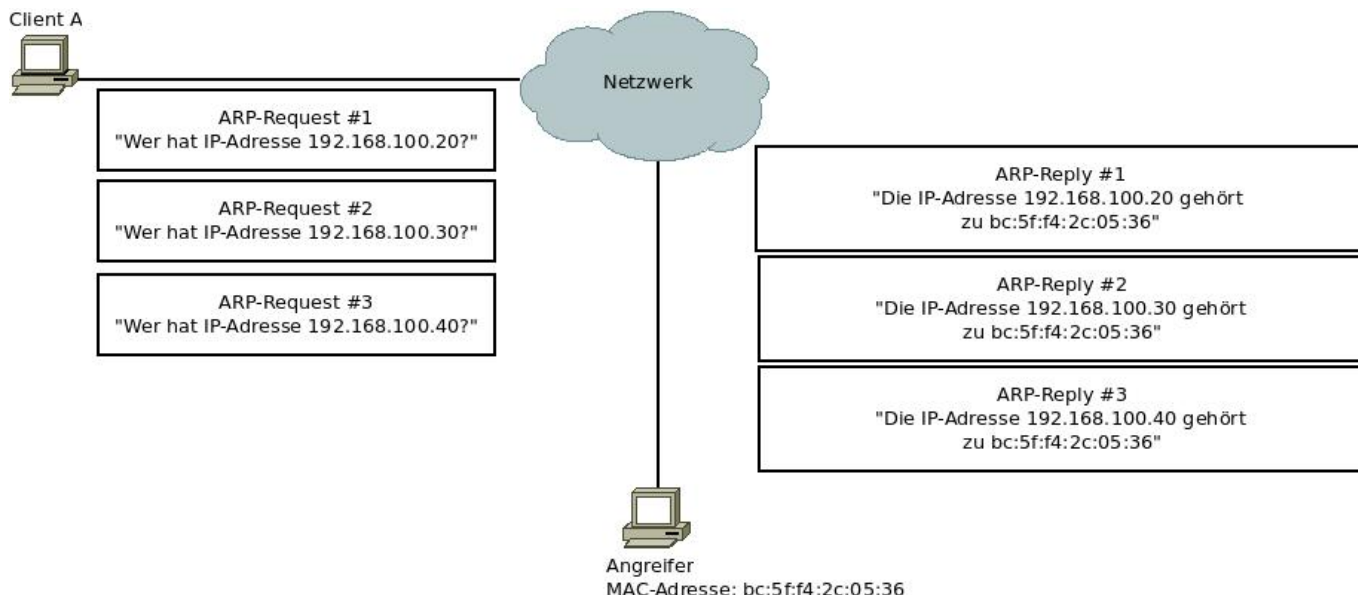 Client A
Netzwerk
ARP-Request #1
"Wer hat IP-Adresse 192.168.100.20?"
ARP-Request #2
"Wer hat IP-Adresse 192.168.100.30?"
ARP-Request #3
"Wer hat IP-Adresse 192.168.100.40?"
ARP-Reply #1
"Die IP-Adresse 192.168.100.20 gehört
zu bc:5f:f4:2c:05:36"
ARP-Reply #2
"Die IP-Adresse 192.168.100.30 gehört
zu bc:5f:f4:2c:05:36"
ARP-Reply #3
"Die IP-Adresse 192.168.100.40 gehört
zu bc:5f:f4:2c:05:36"
Angreifer
MAC-Adresse: bc:5f:f4:2c:05:36